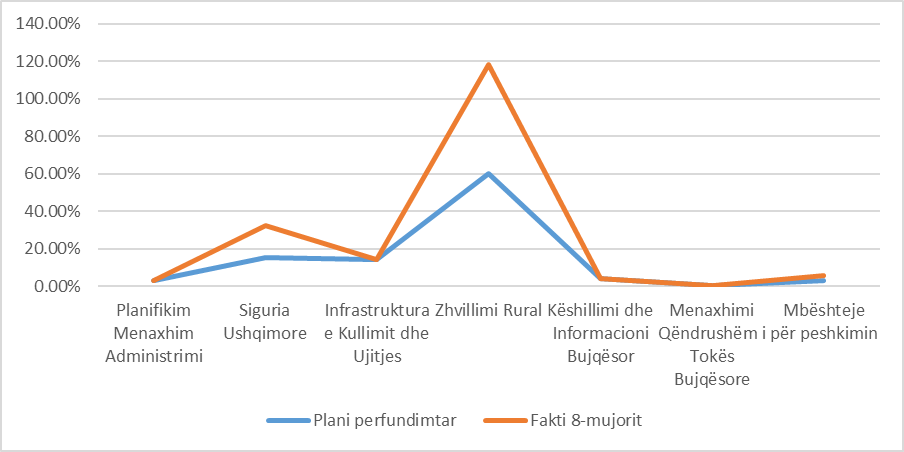 140.00%
120.00%
100.00%
80.00%
60.00%
40.00%
20.00%
0.00%
Planifikim
Menaxhim
Administrimi
Siguria
Ushqimore
Infrastruktura
e Kullimit dhe
Ujitjes
Zhvillimi Rural
Këshillimi dhe
Informacioni
Bujqësor
Menaxhimi
Qëndrushëm i
Tokës
Bujqësore
Mbështeje
për peshkimin
Plani perfundimtar
Fakti 8-mujorit